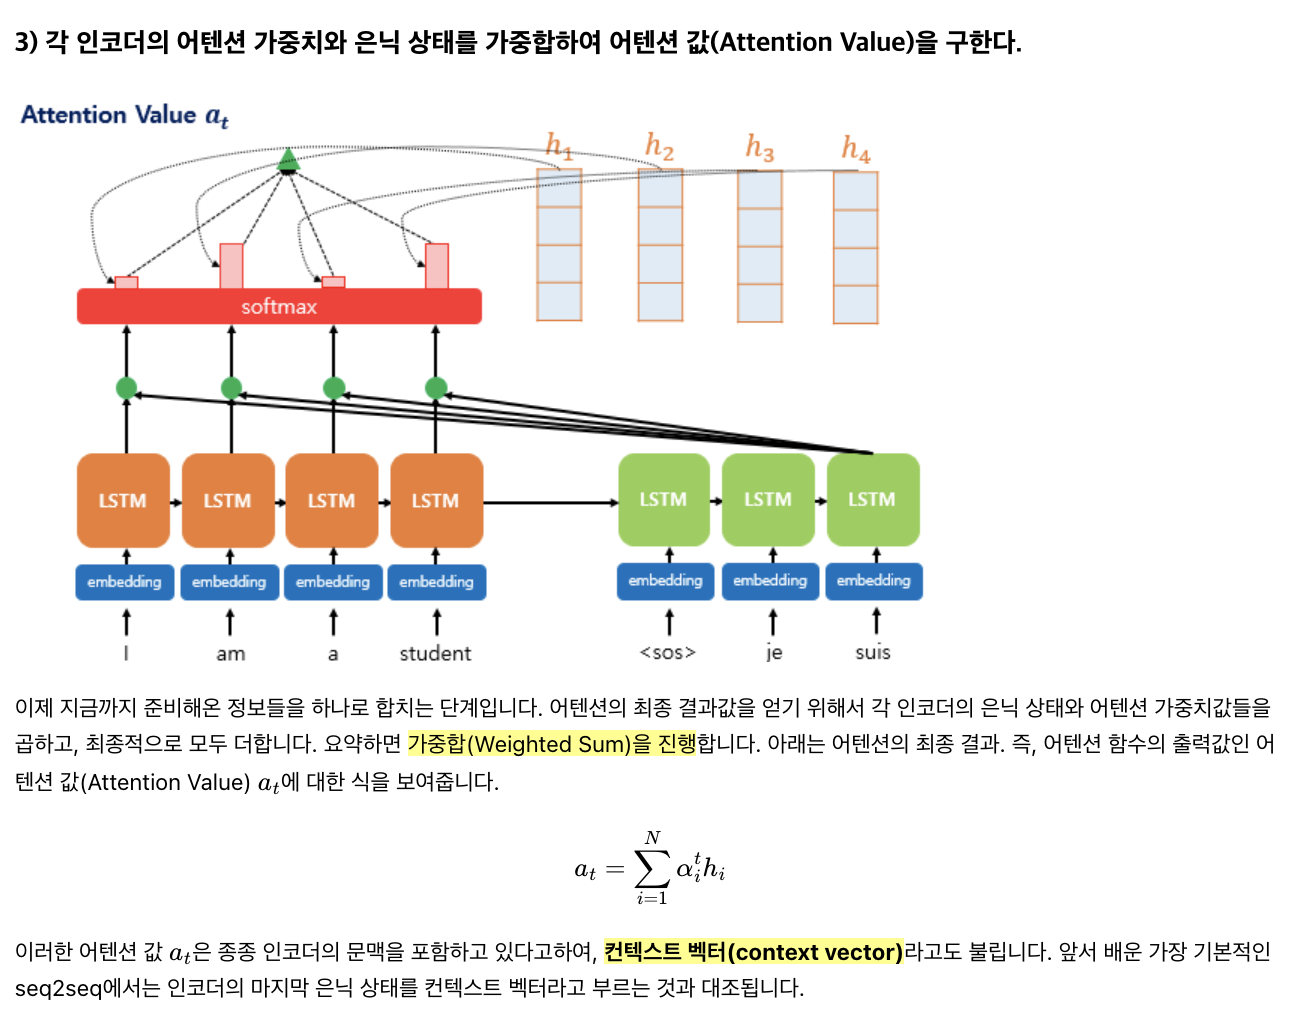 3) 각 인코더의 어텐션 가중치와 은닉 상태를 가중합하여 어텐션 값(Attention Value)을 구한다.
Attention Value a_t
h_1 h_2 h_3 h_4
softmax
LSTM LSTM LSTM LSTM LSTM LSTM LSTM
embedding embedding embedding embedding embedding embedding embedding
I am a student <sos> je suis
이제 지금까지 준비해온 정보들을 하나로 합치는 단계입니다. 어텐션의 최종 결과값을 얻기 위해서 각 인코더의 은닉 상태와 어텐션 가중치값들을
곱하고, 최종적으로 모두 더합니다. 요약하면 가중합(Weighted Sum)을 진행합니다. 아래는 어텐션의 최종 결과. 즉, 어텐션 함수의 출력값인 어
텐션 값(Attention Value) a_t에 대한 식을 보여줍니다.
a_t = \sum_{i=1}^{N} α_i^t h_i
이러한 어텐션 값 a_t은 종종 인코더의 문맥을 포함하고 있다고하여, 컨텍스트 벡터(context vector)라고도 불립니다. 앞서 배운 가장 기본적인
seq2seq에서는 인코더의 마지막 은닉 상태를 컨텍스트 벡터라고 부르는 것과 대조됩니다.